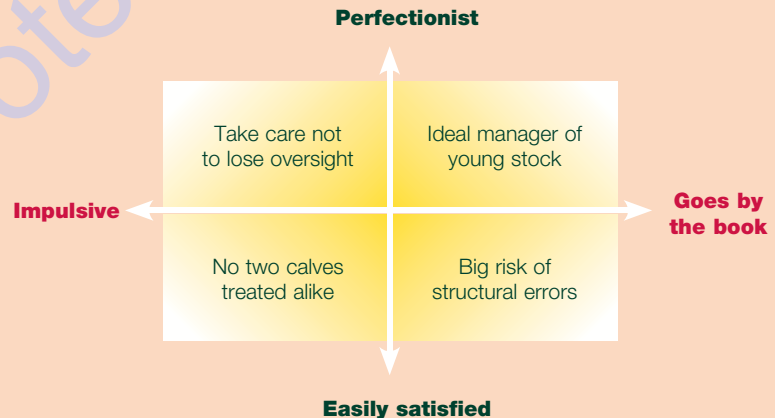 Perfectionist
Take care not
to lose oversight
Ideal manager of
young stock
Impulsive
Goes by
the book
No two calves
treated alike
Big risk of
structural errors
Easily satisfied